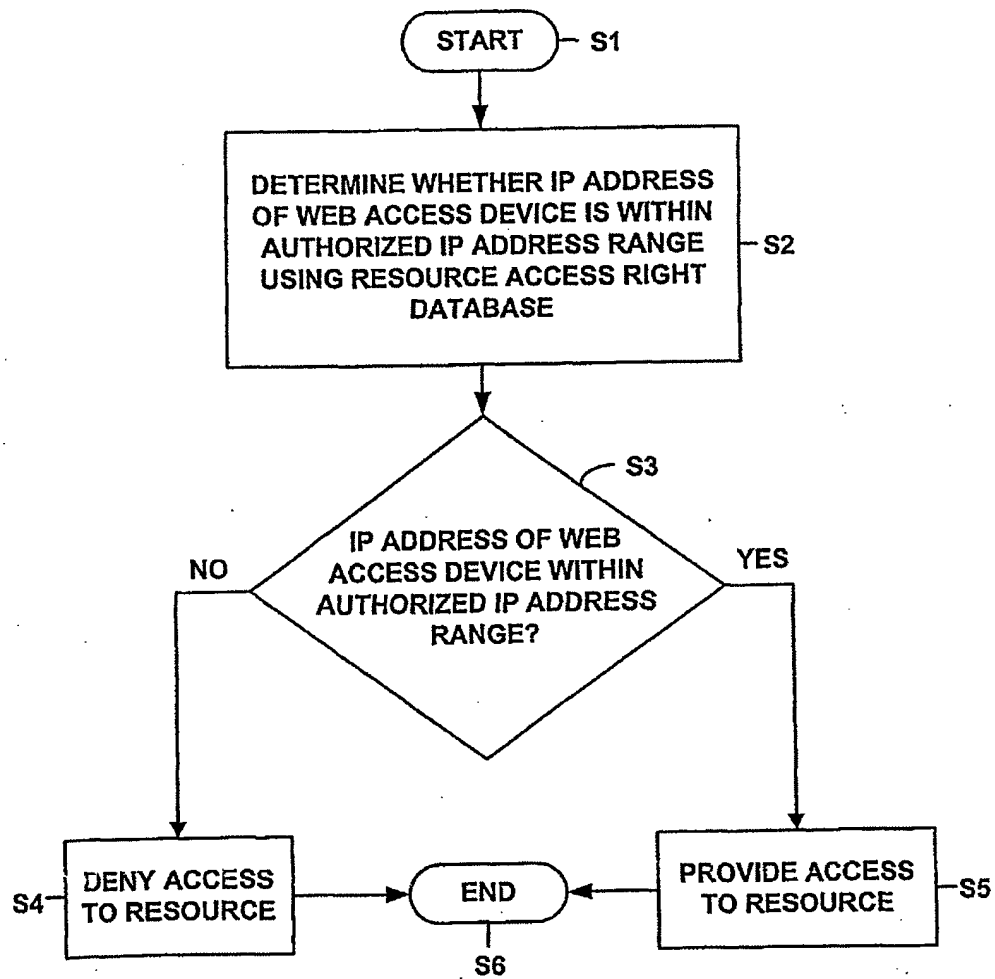 START
S1
DETERMINE WHETHER IP ADDRESS
OF WEB ACCESS DEVICE IS WITHIN
AUTHORIZED IP ADDRESS RANGE
USING RESOURCE ACCESS RIGHT
DATABASE
S2
S3
IP ADDRESS OF WEB
ACCESS DEVICE WITHIN
AUTHORIZED IP ADDRESS
RANGE?
NO
YES
S4
DENY ACCESS
TO RESOURCE
END
S6
PROVIDE ACCESS
TO RESOURCE
S5